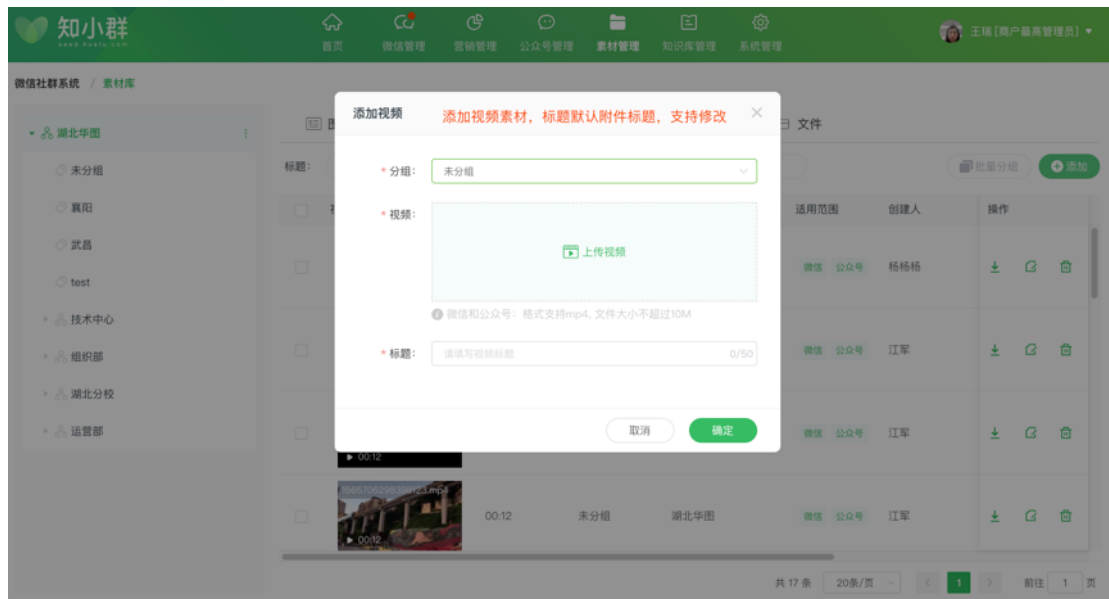 知小群
首页 微信管理 营销管理 公众号管理 素材管理 知识库管理 系统管理
王瑞 [商户最高管理员]
微信社群系统 / 素材库
湖北华图
未分组
襄阳
武昌
test
技术中心
组织部
湖北分校
运营部
文件
标题:
批量分组 添加
适用范围 创建人 操作
微信 公众号 杨杨杨
微信 公众号 江军
微信 公众号 江军
00:12
1565706298398123.mp4
00:12 未分组 湖北华图 微信 公众号 江军
00:12
共 17 条 20条/页 1 前往 1 页
添加视频 添加视频素材，标题默认附件标题，支持修改
* 分组: 未分组
* 视频: 上传视频
微信和公众号：格式支持mp4, 文件大小不超过10M
* 标题: 请填写视频标题 0/50
取消 确定